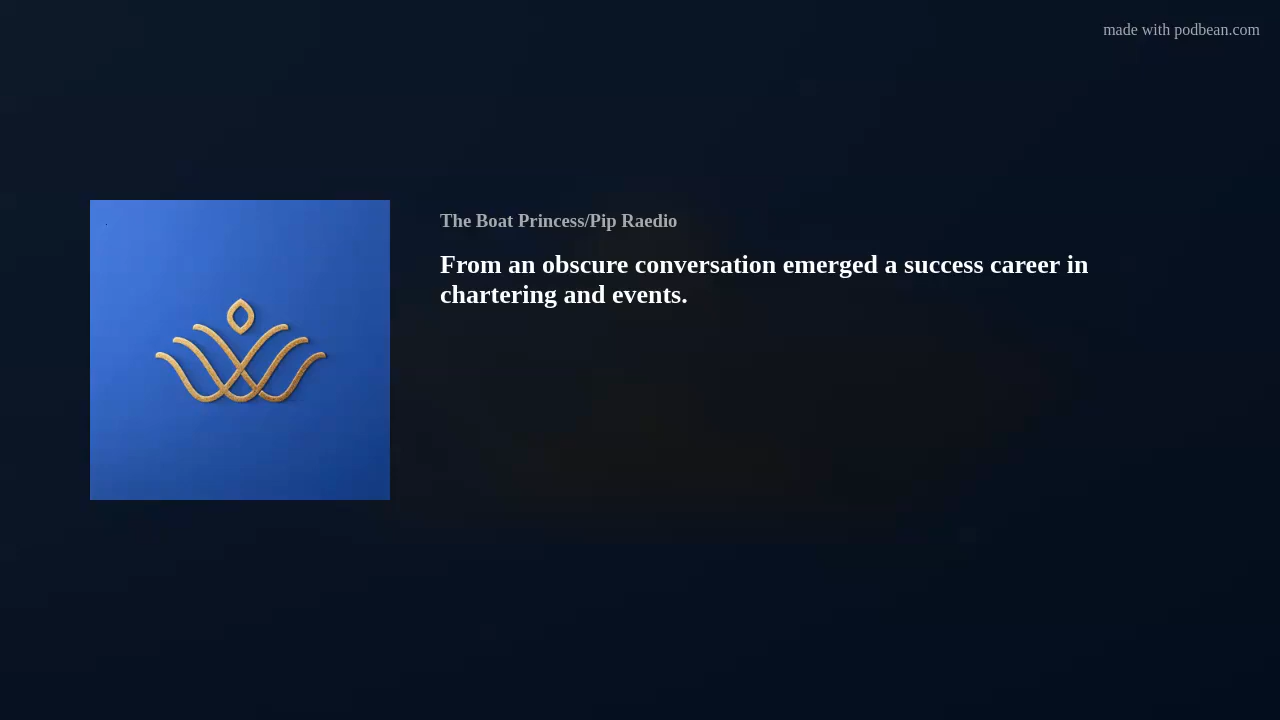 made with podbean.com
The Boat Princess/Pip Raedio
From an obscure conversation emerged a success career in
chartering and events.